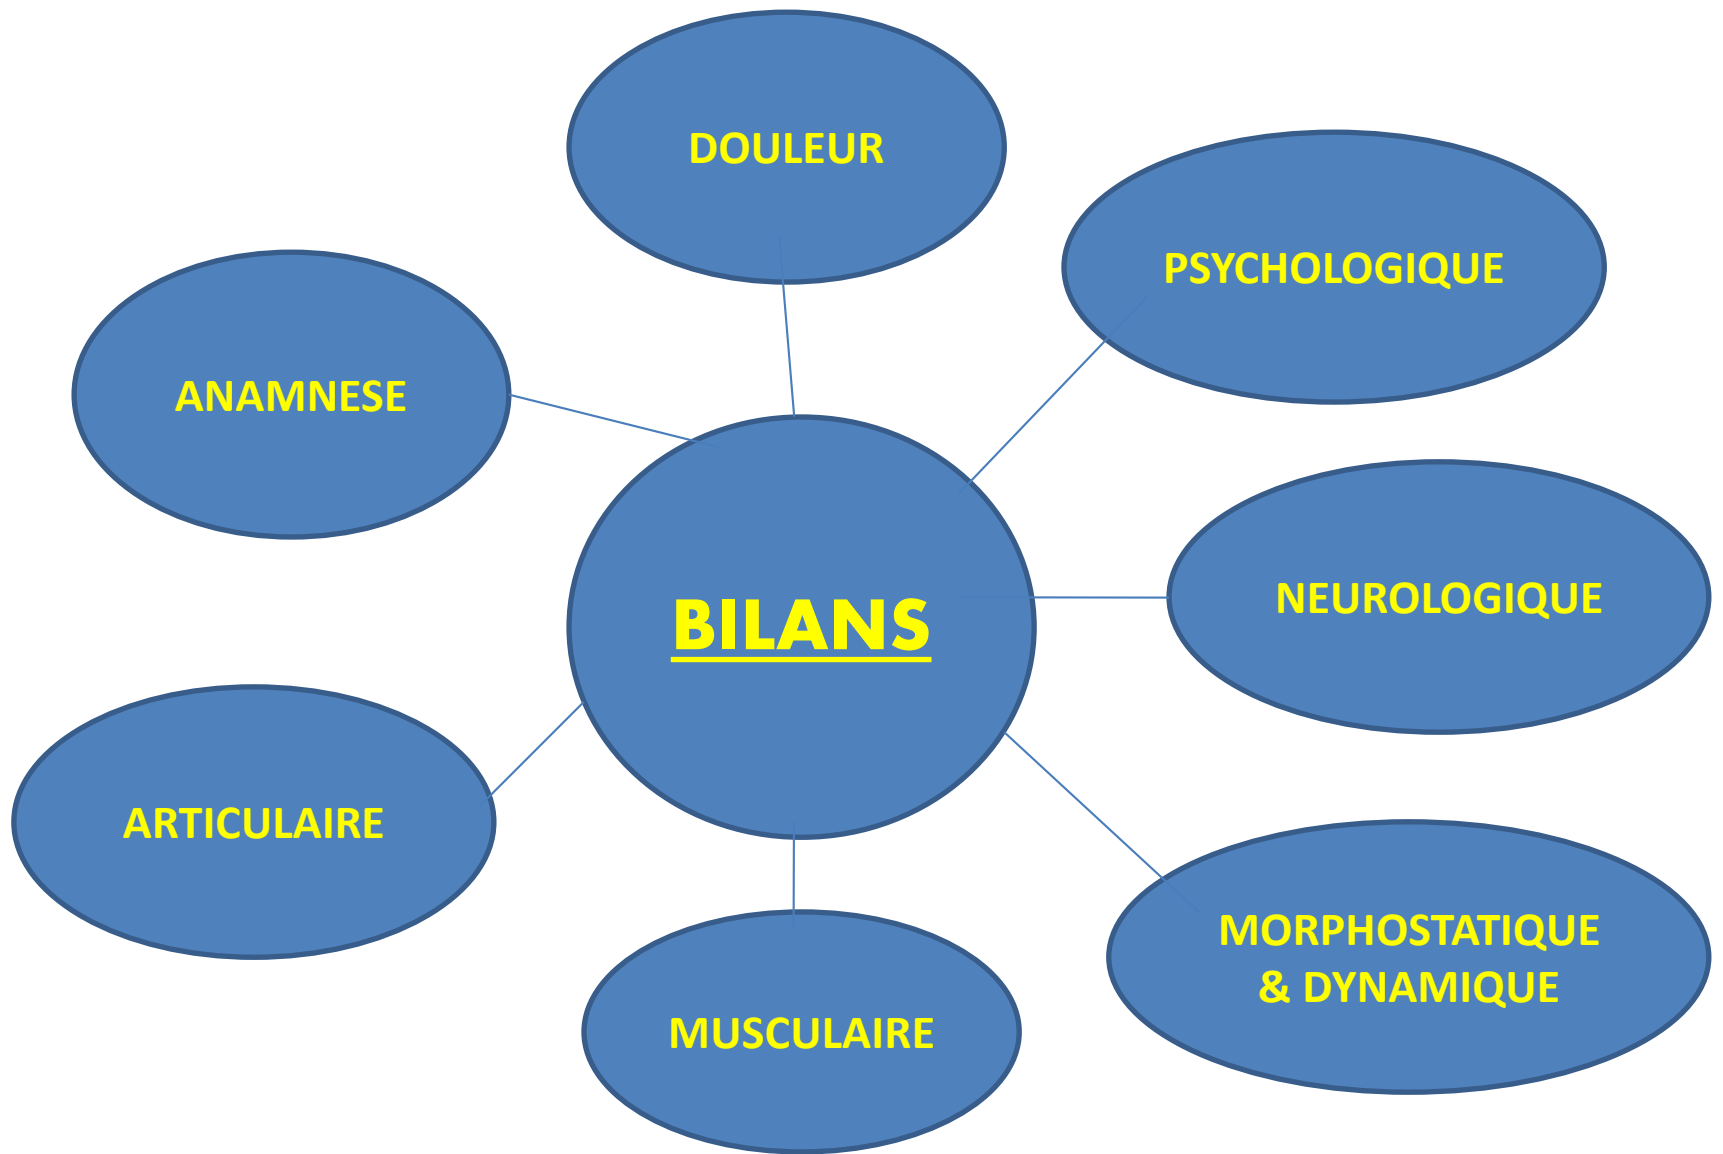 DOULEUR
PSYCHOLOGIQUE
ANAMNESE
NEUROLOGIQUE
BILANS
ARTICULAIRE
MORPHOSTATIQUE
& DYNAMIQUE
MUSCULAIRE